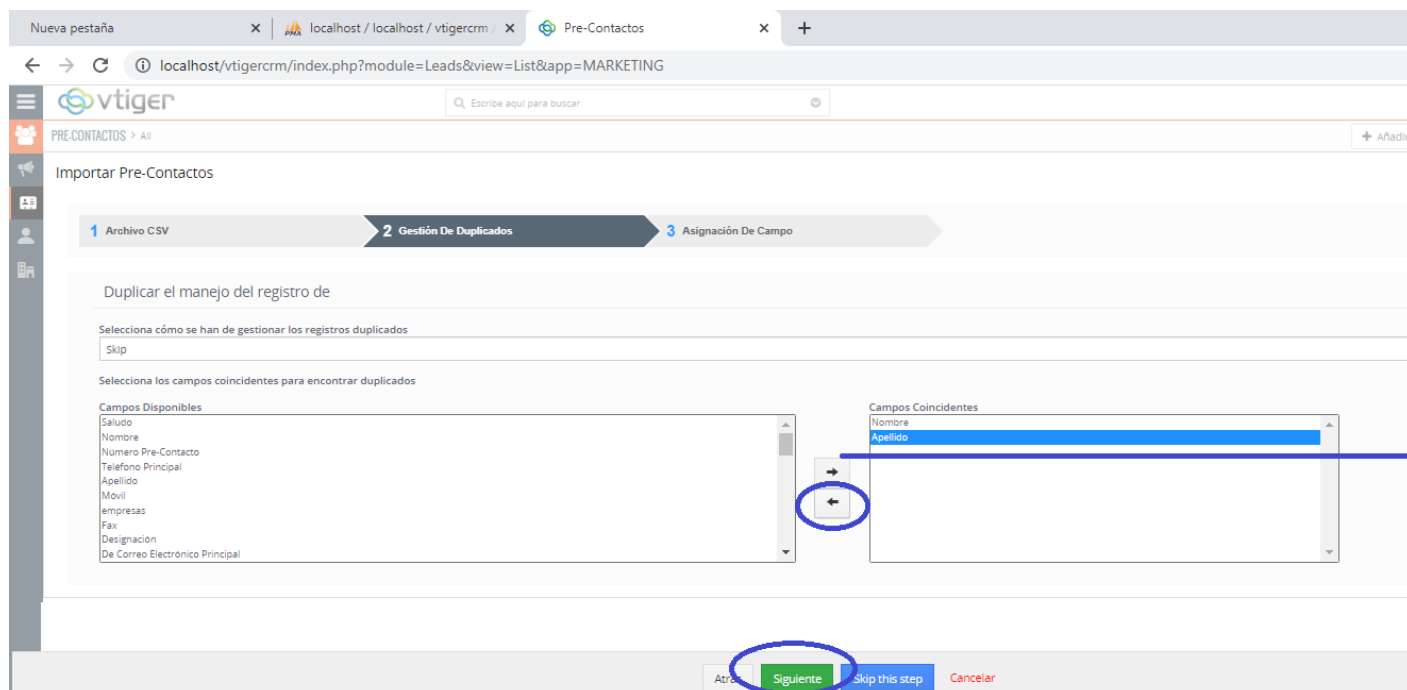 Nueva pestaña
localhost / localhost / vtigercrm /
Pre-Contactos
localhost/vtigercrm/index.php?module=Leads&view=List&app=MARKETING
vtiger
Escribe aquí para buscar
PRE-CONTACTOS > All
+ Añadir
Importar Pre-Contactos
1 Archivo CSV
2 Gestión De Duplicados
3 Asignación De Campo
Duplicar el manejo del registro de
Selecciona cómo se han de gestionar los registros duplicados
Skip
Selecciona los campos coincidentes para encontrar duplicados
Campos Disponibles
Saludo
Nombre
Número Pre-Contacto
Teléfono Principal
Apellido
Móvil
empresas
Fax
Designación
De Correo Electrónico Principal
Campos Coincidentes
Nombre
Apellido
Atrás
Siguiente
Skip this step
Cancelar